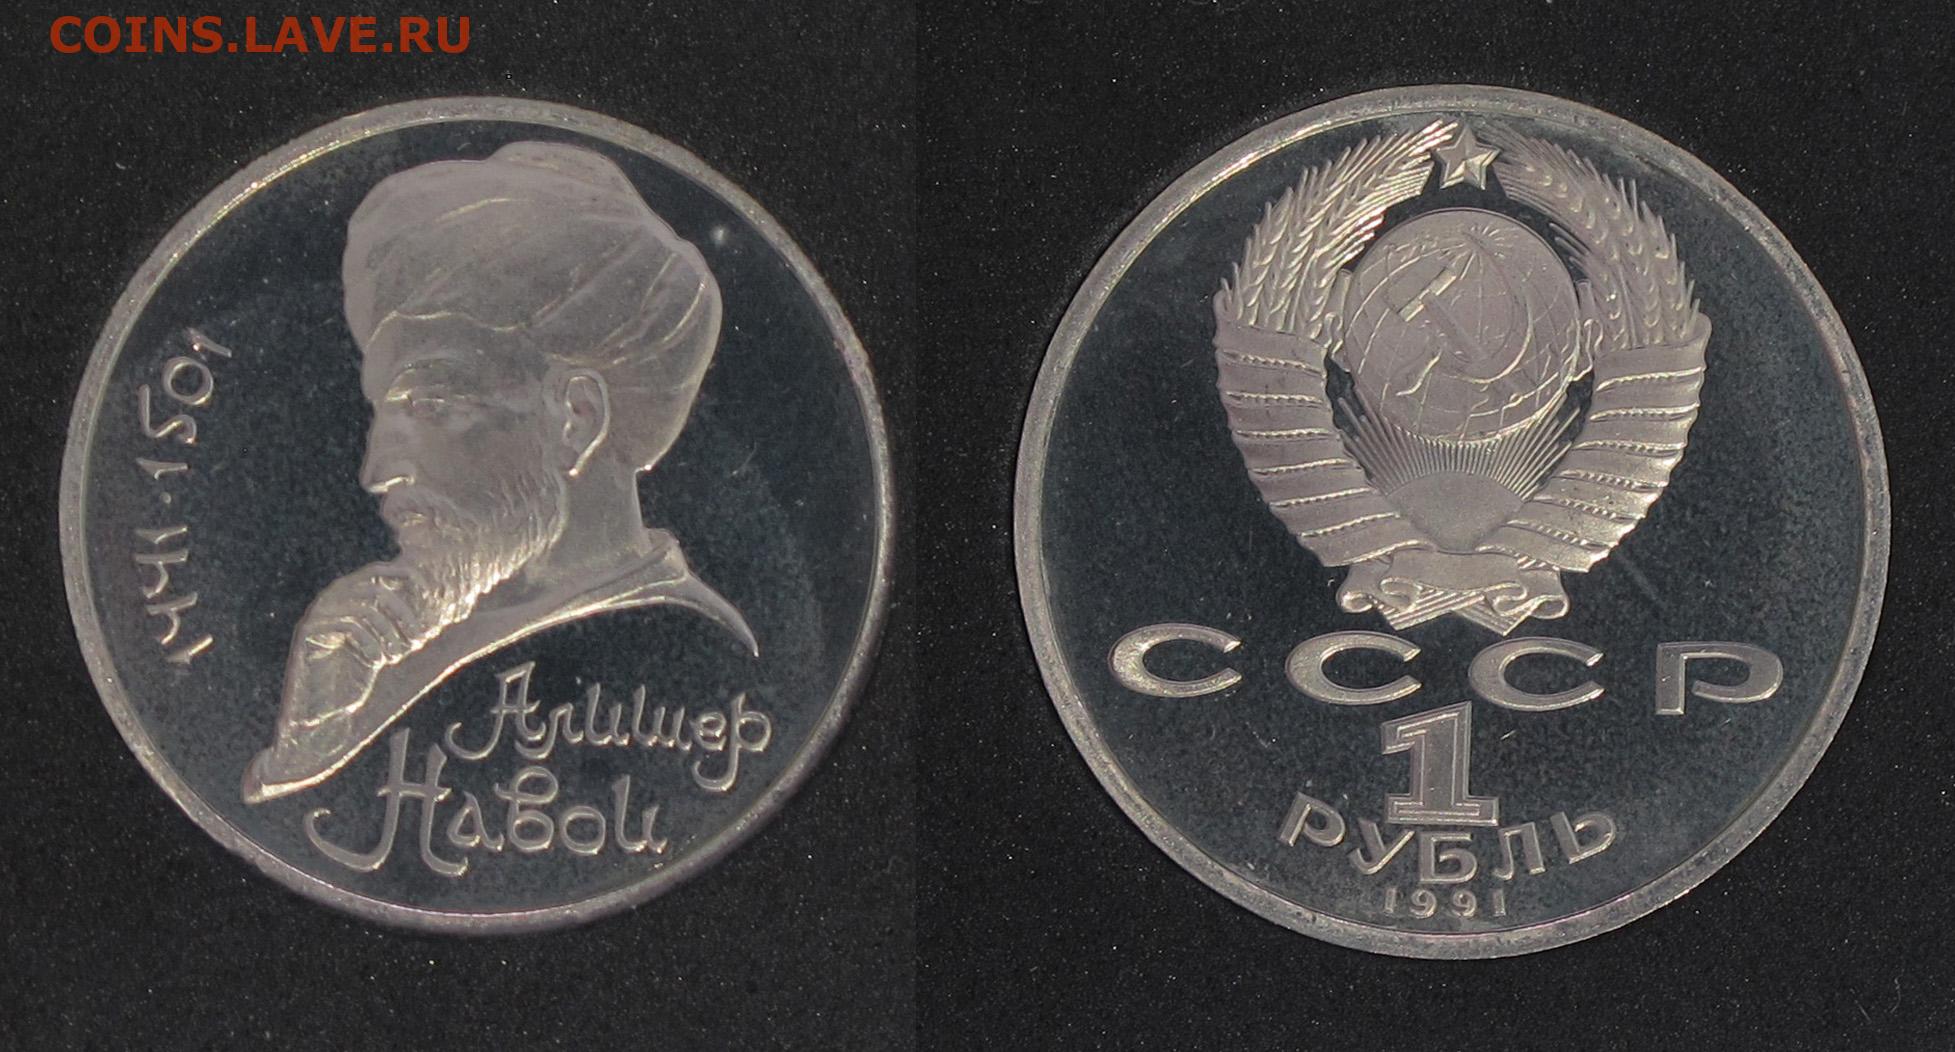 COINS.LAVE.RU
1441·1501
Алишер
Навои
СССР
1
РУБЛЬ
1991